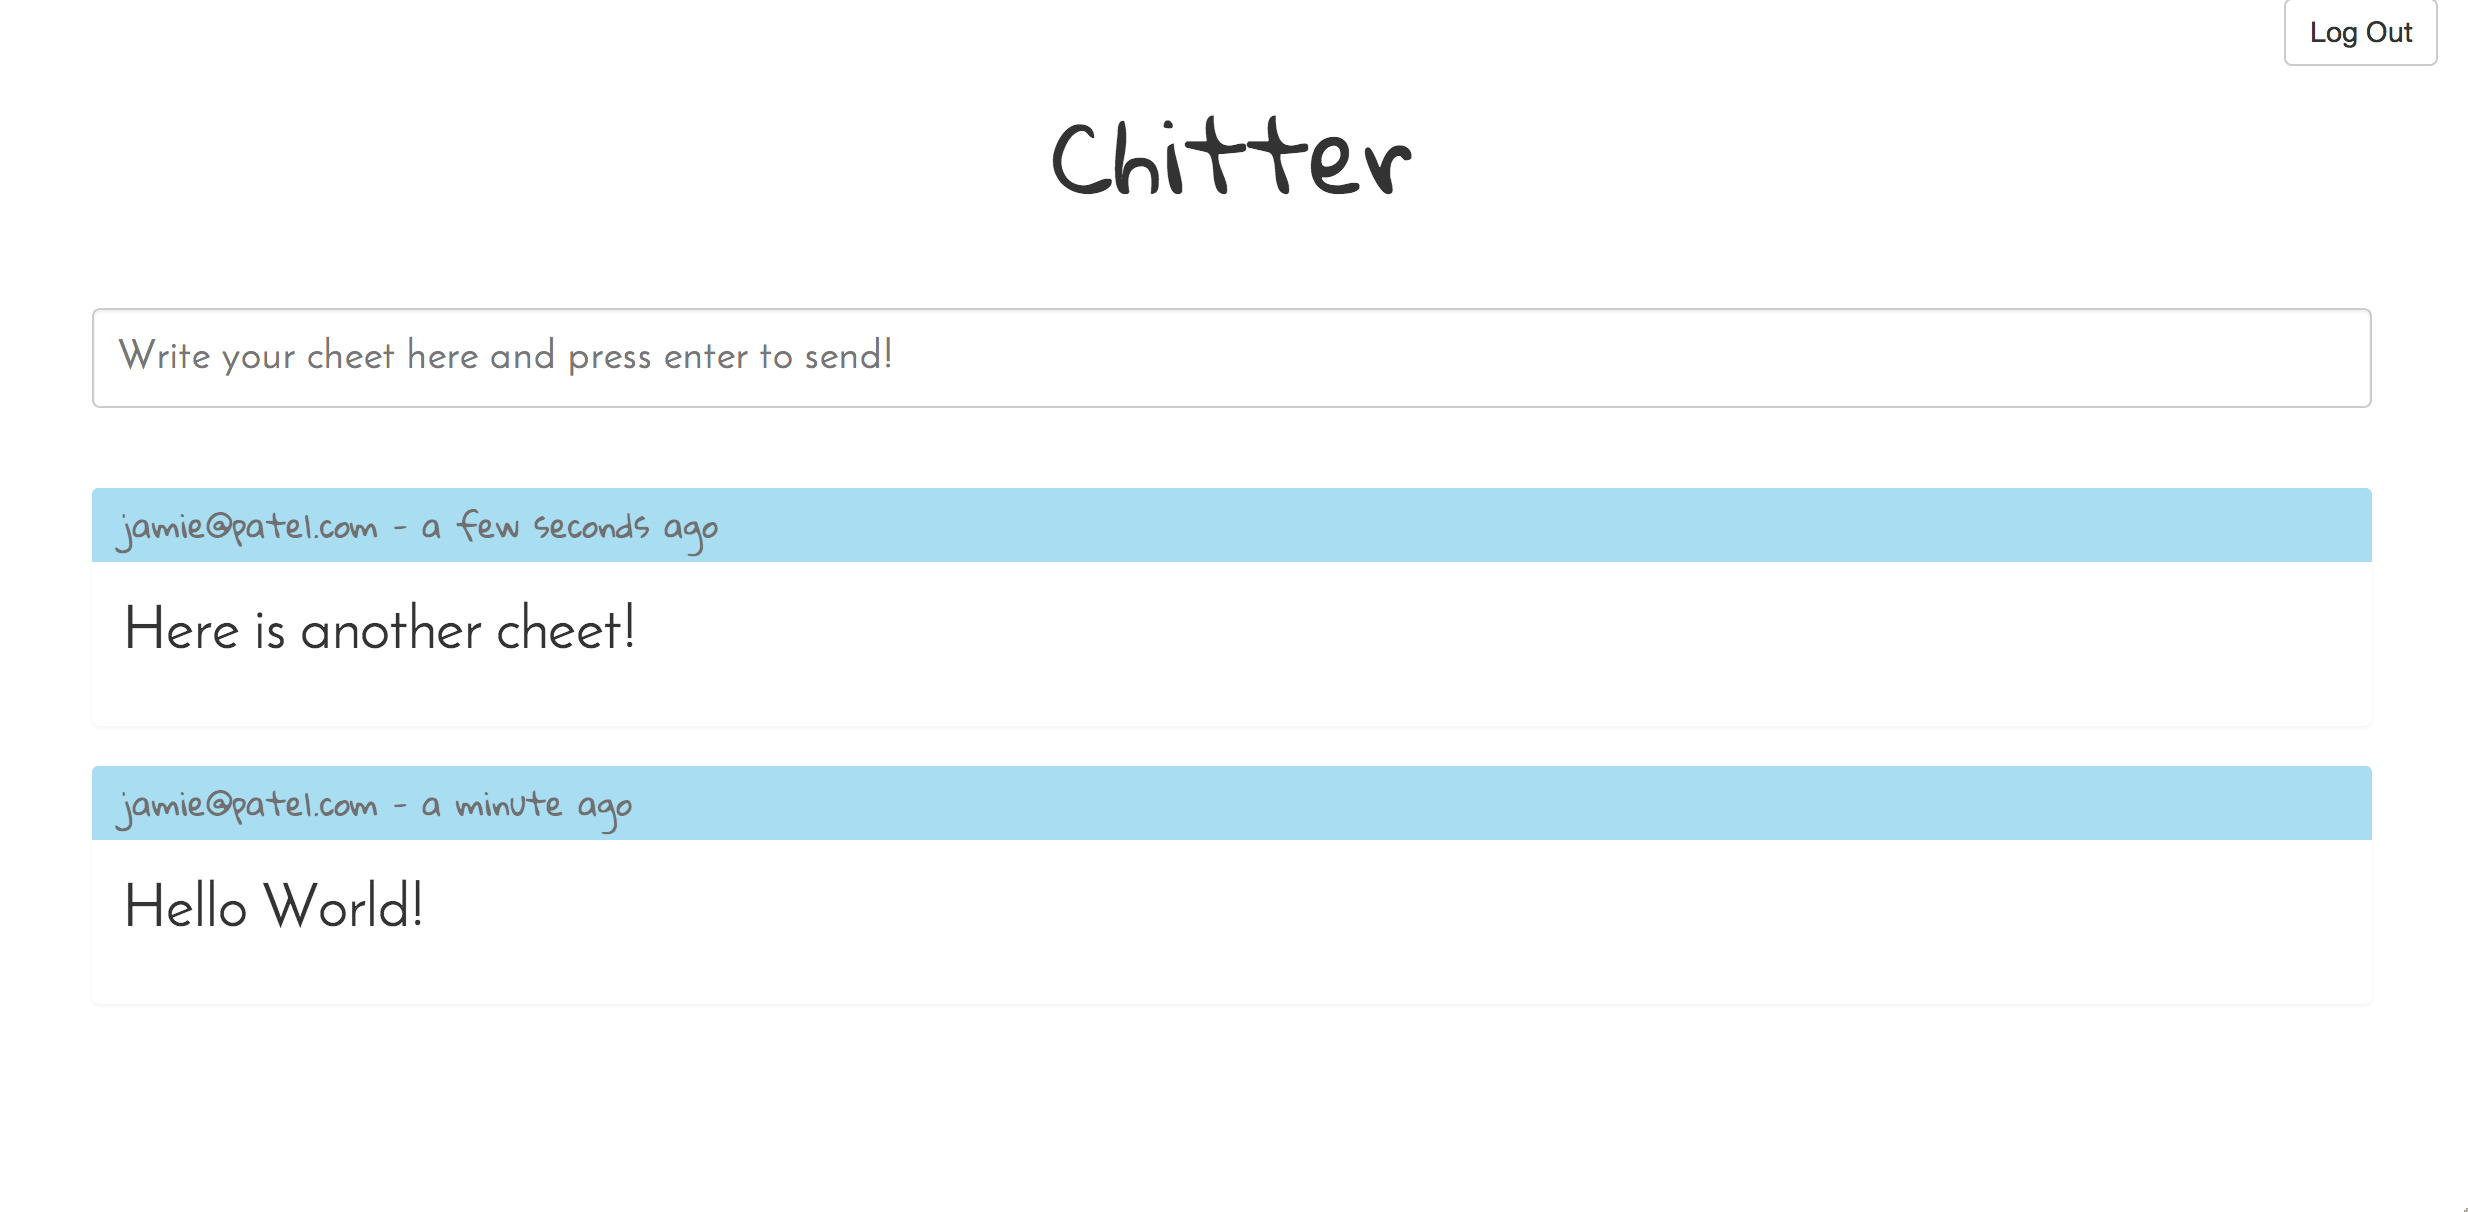 Log Out
Chitter
Write your cheet here and press enter to send!
jamie@patel.com - a few seconds ago
Here is another cheet!
jamie@patel.com - a minute ago
Hello World!